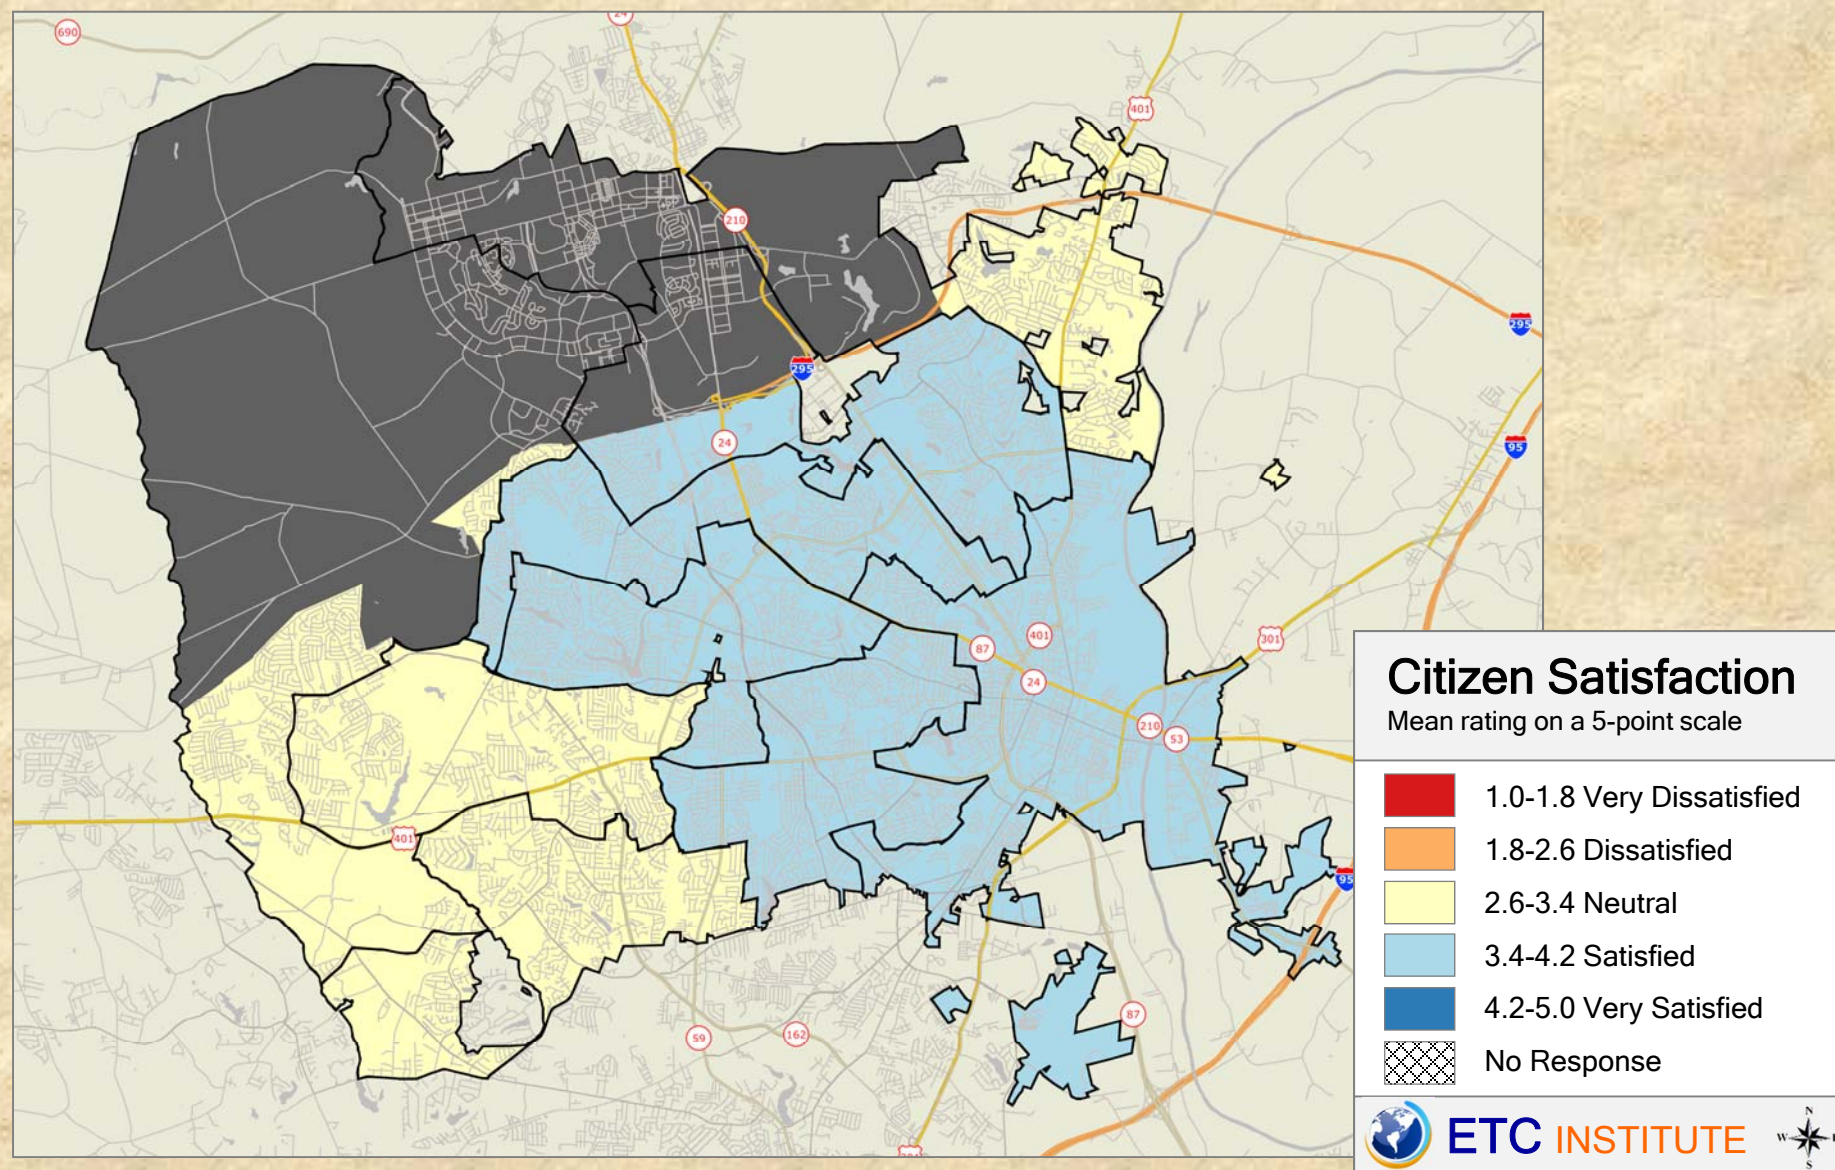 690
24
401
210
295
295
24
95
87
401
301
24
210
53
401
95
87
59
162
Citizen Satisfaction
Mean rating on a 5-point scale
1.0-1.8 Very Dissatisfied
1.8-2.6 Dissatisfied
2.6-3.4 Neutral
3.4-4.2 Satisfied
4.2-5.0 Very Satisfied
No Response
ETC INSTITUTE
N
W
S